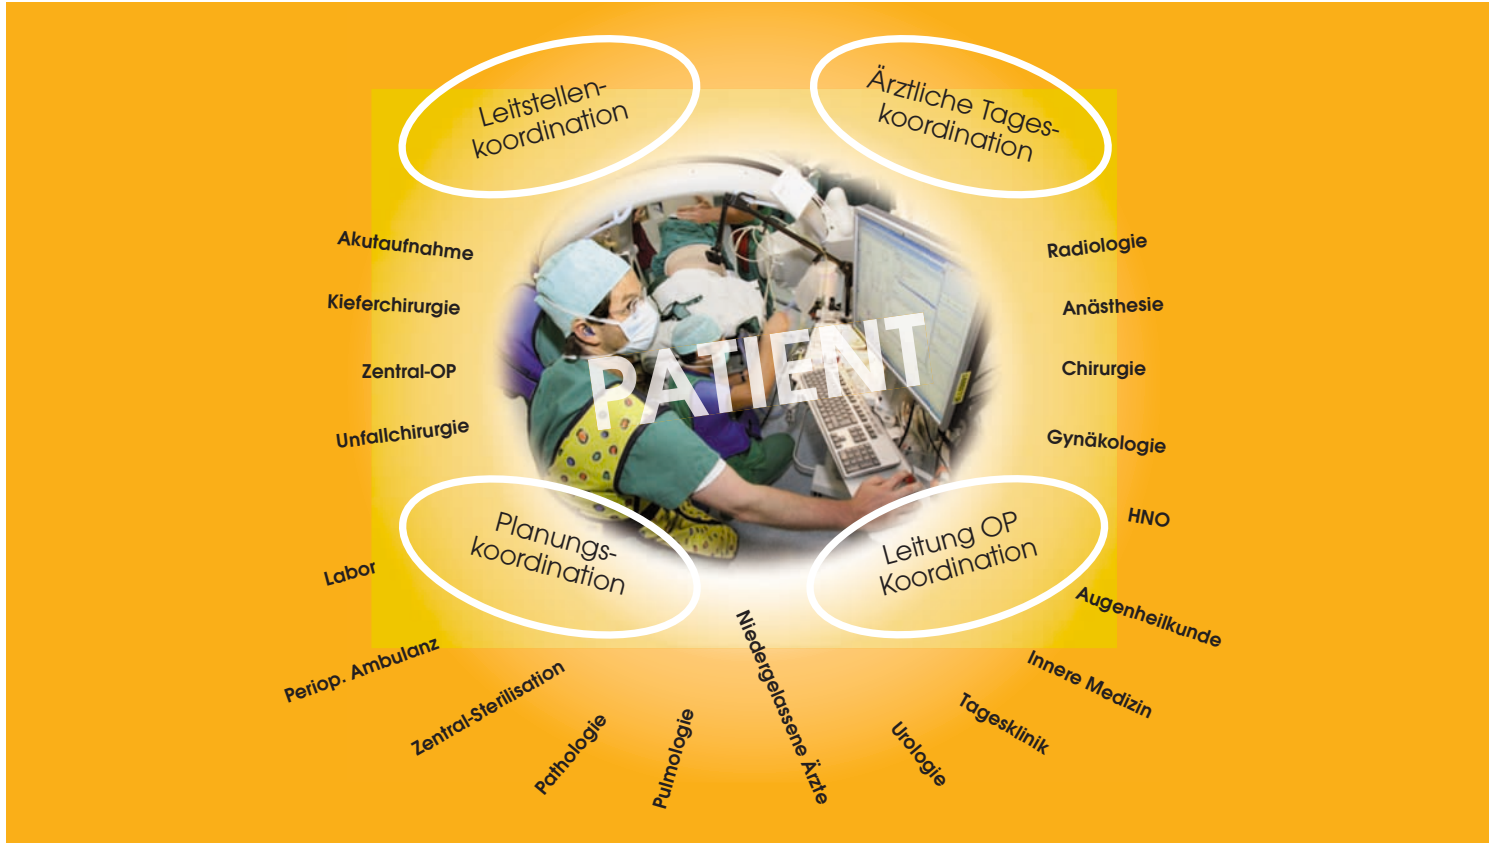 Leitstellen-
koordination
Ärztliche Tages-
koordination
Akutaufnahme
Kieferchirurgie
Zentral-OP
Unfallchirurgie
Radiologie
Anästhesie
Chirurgie
Gynäkologie
HNO
PATIENT
Planungs-
koordination
Leitung OP
Koordination
Labor
Periop. Ambulanz
Zentral-Sterilisation
Pathologie
Pulmologie
Niedergelassene Ärzte
Urologie
Tagesklinik
Innere Medizin
Augenheilkunde